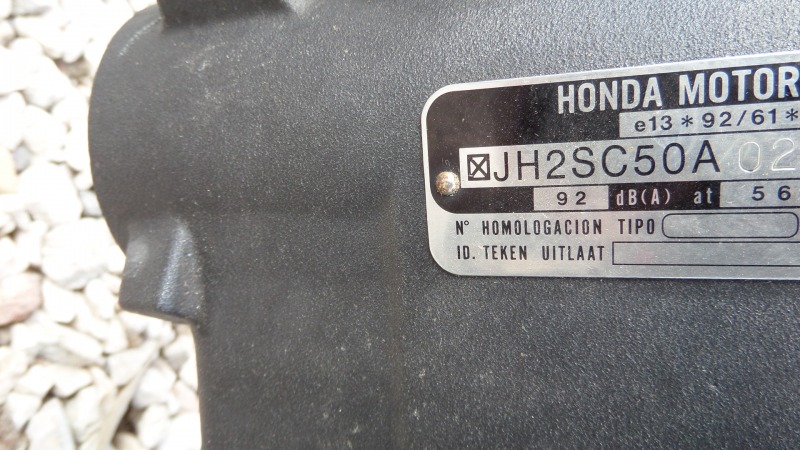 HONDA MOTOR
e13*92/61*
☒JH2SC50A 02
92 dB(A) at 56
N° HOMOLOGACION TIPO
ID. TEKEN UITLAAT